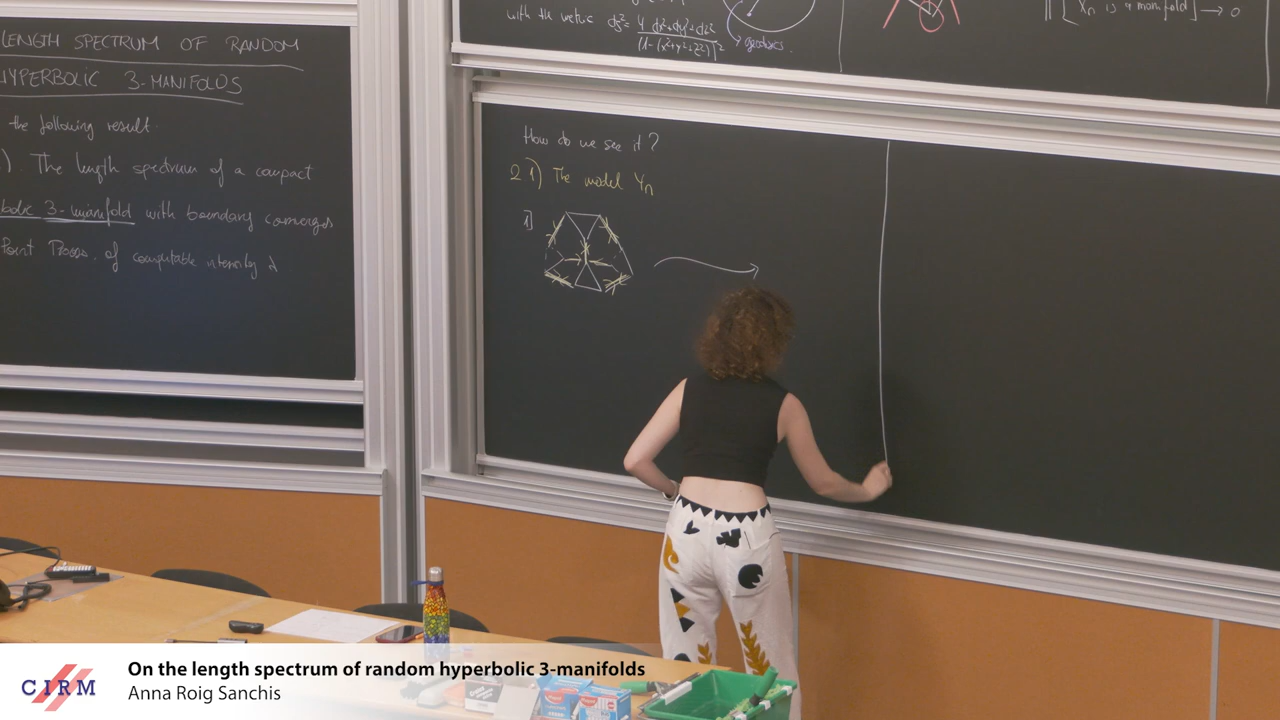 LENGTH SPECTRUM OF RANDOM
HYPERBOLIC 3-MANIFOLDS
the following result.
). The length spectrum of a compact
bolic 3-manifold with boundary converges
Point Process, of computable intensity λ
with the metric ds² = 4 dx²+dy²+dz² / (1-(x²+y²+z²))²
geodesics.
[Xn is a manifold] → 0
How do we see it?
2.1) The model Yn
1]
CIRM
On the length spectrum of random hyperbolic 3-manifolds
Anna Roig Sanchis